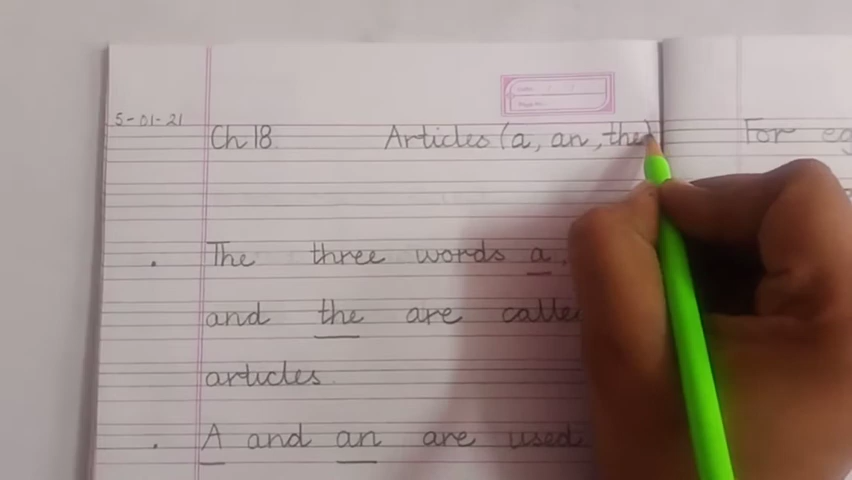 5-01-21
Ch 18 Articles (a, an, the)
For eg
The three words a,
and the are called
articles.
A and an are used